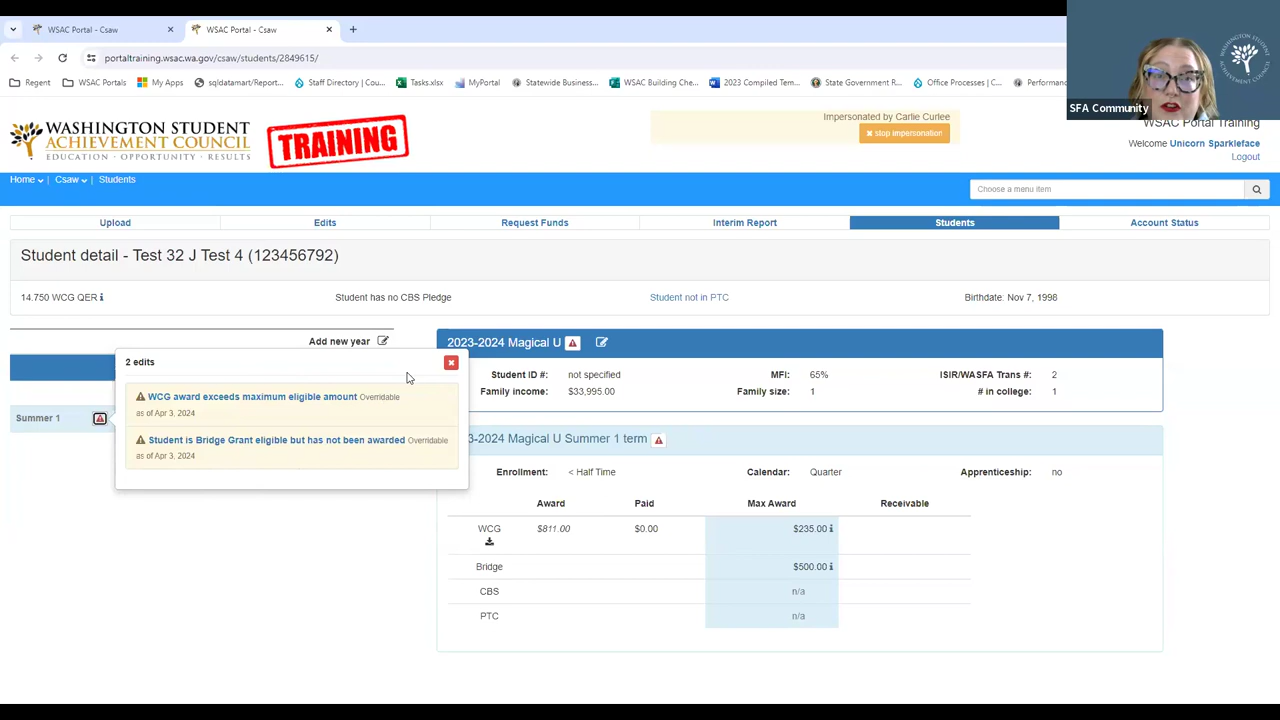 WSAC Portal - Csaw
WSAC Portal - Csaw
portaltraining.wsac.wa.gov/csaw/students/2849615/
Regent
WSAC Portals
My Apps
sqldatamart/Report...
Staff Directory | Cou...
Tasks.xlsx
MyPortal
Statewide Business...
WSAC Building Che...
2023 Compiled Tem...
State Government R...
Office Processes | C...
Performanc
SFA Community
WASHINGTON STUDENT
ACHIEVEMENT COUNCIL
WASHINGTON STUDENT
ACHIEVEMENT COUNCIL
EDUCATION · OPPORTUNITY · RESULTS
TRAINING
Impersonated by Carlie Curlee
stop impersonation
WSAC Portal Training
Welcome Unicorn Sparkleface
Logout
Home | Csaw | Students
Choose a menu item
Upload Edits Request Funds Interim Report Students Account Status
Student detail - Test 32 J Test 4 (123456792)
14.750 WCG QER Student has no CBS Pledge Student not in PTC Birthdate: Nov 7, 1998
Add new year
2 edits
WCG award exceeds maximum eligible amount Overridable
as of Apr 3, 2024
Student is Bridge Grant eligible but has not been awarded Overridable
as of Apr 3, 2024
Summer 1
2023-2024 Magical U
Student ID #: not specified MFI: 65% ISIR/WASFA Trans #: 2
Family income: $33,995.00 Family size: 1 # in college: 1
3-2024 Magical U Summer 1 term
Enrollment: < Half Time Calendar: Quarter Apprenticeship: no
Award Paid Max Award Receivable
WCG $811.00 $0.00 $235.00
Bridge $500.00
CBS n/a
PTC n/a